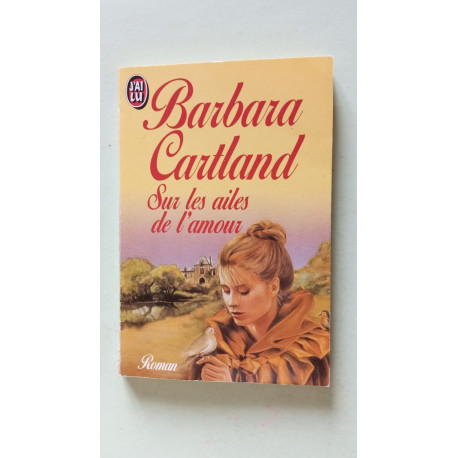 J'AI
LU
Barbara
Cartland
Sur les ailes
de l'amour
Roman